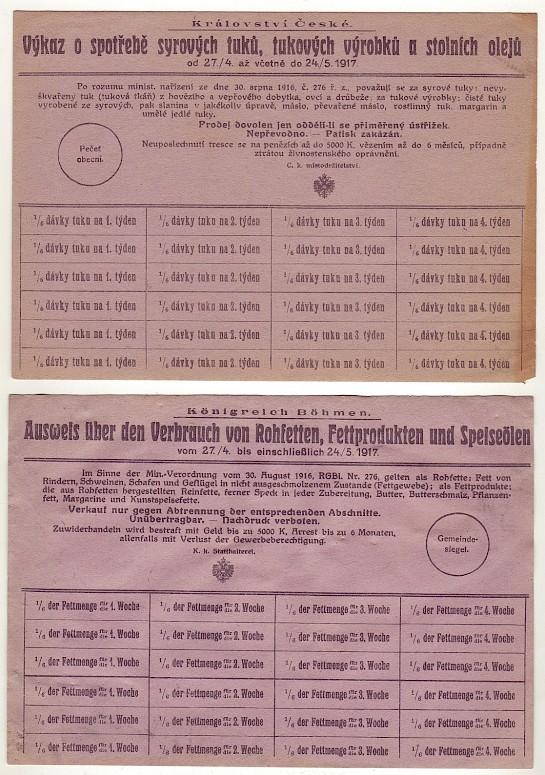 Království České.
Výkaz o spotřebě syrových tuků, tukových výrobků a stolních olejů
od 27./4. až včetně do 24./5. 1917.
Po rozumu minist. nařízení ze dne 30. srpna 1916, č. 276 ř. z., považují se za syrové tuky: nevy-
škvařený tuk (tuková tkáň) z hovězího a vepřového dobytka, ovcí a drůbeže; za tukové výrobky: čisté tuky
vyrobené ze syrových, pak slanina v jakékoliv úpravě, máslo, převařené máslo, rostlinný tuk, margarin a
umělé jedlé tuky.
Prodej dovolen jen oddělí-li se přiměřený ústřižek.
Nepřevodno. — Patisk zakázán.
Neuposlechnutí tresce se na penězích až do 5000 K, vězením až do 6 měsíců, případně
ztrátou živnostenského oprávnění.
C. k. místodržitelství.
Pečeť
obecní.
1/6 dávky tuku na 1. týden 1/6 dávky tuku na 2. týden 1/6 dávky tuku na 3. týden 1/6 dávky tuku na 4. týden
1/6 dávky tuku na 1. týden 1/6 dávky tuku na 2. týden 1/6 dávky tuku na 3. týden 1/6 dávky tuku na 4. týden
1/6 dávky tuku na 1. týden 1/6 dávky tuku na 2. týden 1/6 dávky tuku na 3. týden 1/6 dávky tuku na 4. týden
1/6 dávky tuku na 1. týden 1/6 dávky tuku na 2. týden 1/6 dávky tuku na 3. týden 1/6 dávky tuku na 4. týden
1/6 dávky tuku na 1. týden 1/6 dávky tuku na 2. týden 1/6 dávky tuku na 3. týden 1/6 dávky tuku na 4. týden
1/6 dávky tuku na 1. týden 1/6 dávky tuku na 2. týden 1/6 dávky tuku na 3. týden 1/6 dávky tuku na 4. týden
Königreich Böhmen.
Ausweis über den Verbrauch von Rohfetten, Fettprodukten und Speiseölen
vom 27./4. bis einschließlich 24./5. 1917.
Im Sinne der Min.-Verordnung vom 30. August 1916, RGBl. Nr. 276, gelten als Rohfette: Fett von
Rindern, Schweinen, Schafen und Geflügel in nicht ausgeschmolzenem Zustande (Fettgewebe); als Fettprodukte;
die aus Rohfetten hergestellten Reinfette, ferner Speck in jeder Zubereitung, Butter, Butterschmalz, Pflanzen-
fett, Margarine und Kunstspeisefette.
Verkauf nur gegen Abtrennung der entsprechenden Abschnitte.
Unübertragbar. — Nachdruck verboten.
Zuwiderhandeln wird bestraft mit Geld bis zu 5000 K, Arrest bis zu 6 Monaten,
allenfalls mit Verlust der Gewerbeberechtigung.
K. k. Statthalterei.
Gemeinde-
siegel.
1/6 der Fettmenge für die 1. Woche 1/6 der Fettmenge für die 2. Woche 1/6 der Fettmenge für die 3. Woche 1/6 der Fettmenge für die 4. Woche
1/6 der Fettmenge für die 1. Woche 1/6 der Fettmenge für die 2. Woche 1/6 der Fettmenge für die 3. Woche 1/6 der Fettmenge für die 4. Woche
1/6 der Fettmenge für die 1. Woche 1/6 der Fettmenge für die 2. Woche 1/6 der Fettmenge für die 3. Woche 1/6 der Fettmenge für die 4. Woche
1/6 der Fettmenge für die 1. Woche 1/6 der Fettmenge für die 2. Woche 1/6 der Fettmenge für die 3. Woche 1/6 der Fettmenge für die 4. Woche
1/6 der Fettmenge für die 1. Woche 1/6 der Fettmenge für die 2. Woche 1/6 der Fettmenge für die 3. Woche 1/6 der Fettmenge für die 4. Woche
1/6 der Fettmenge für die 1. Woche 1/6 der Fettmenge für die 2. Woche 1/6 der Fettmenge für die 3. Woche 1/6 der Fettmenge für die 4. Woche